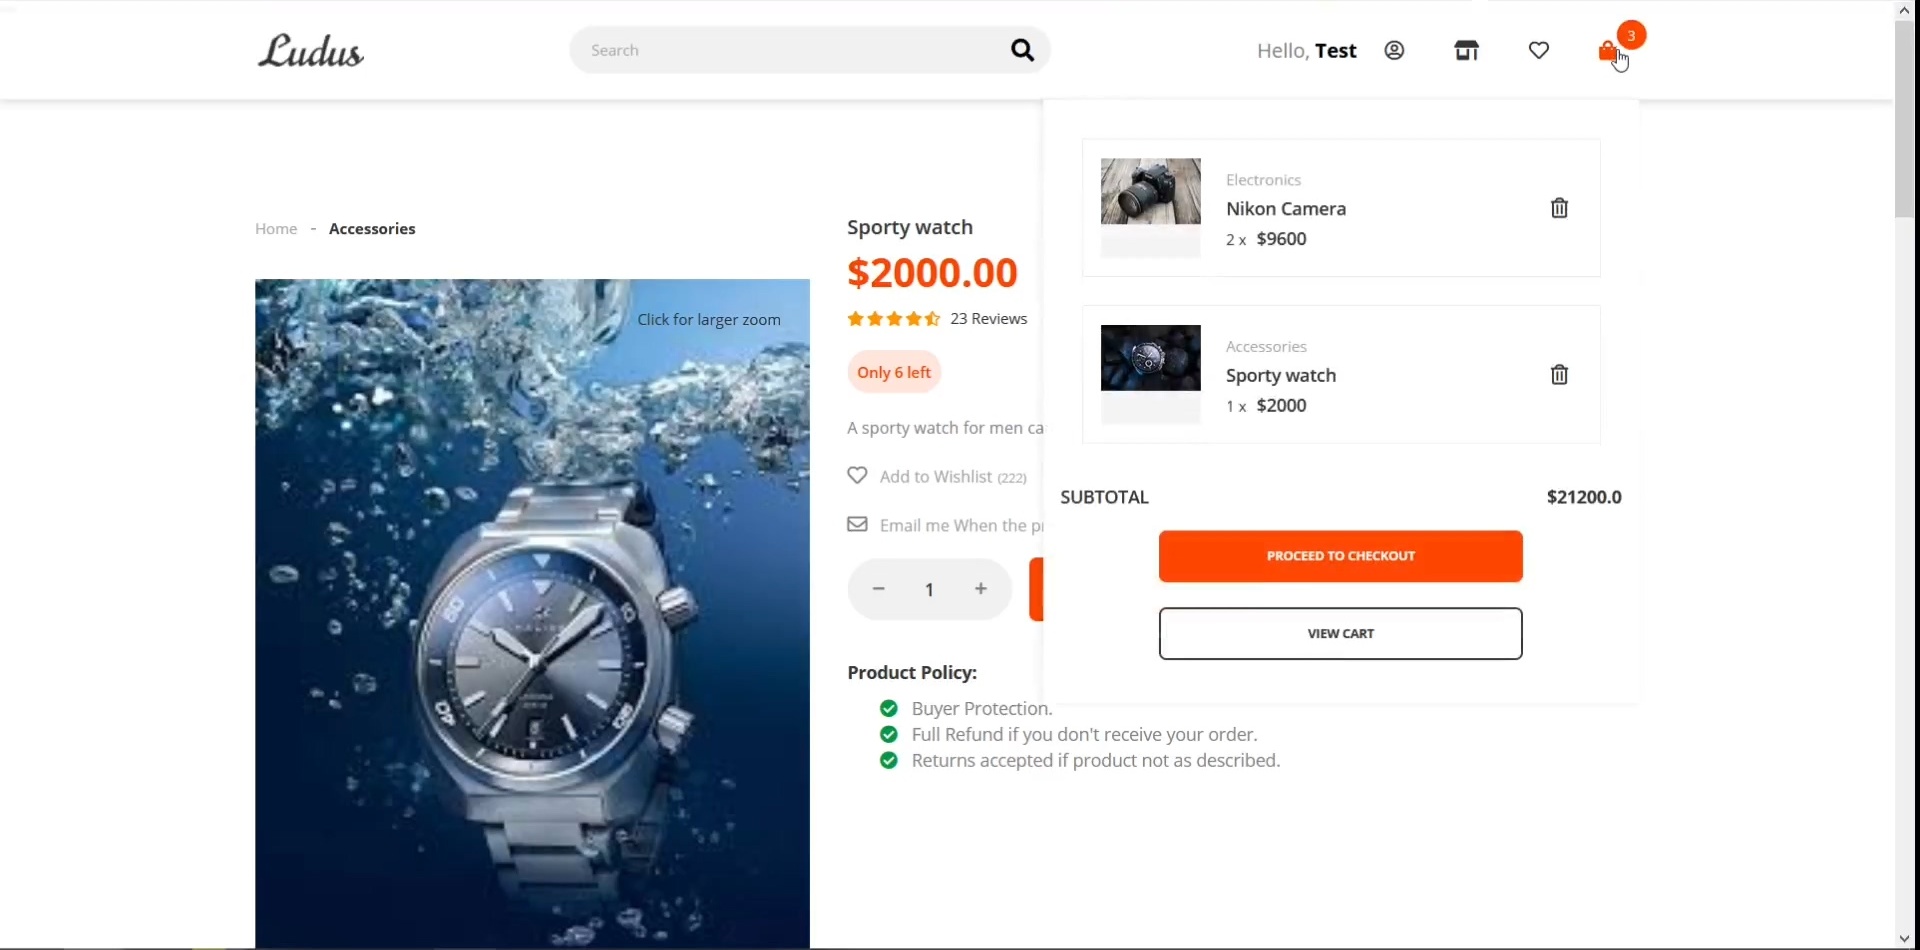 Ludus
Search
Hello, Test
3
Home - Accessories
Click for larger zoom
Sporty watch
$2000.00
23 Reviews
Only 6 left
A sporty watch for men ca
Add to Wishlist (222)
Email me When the p
1
Product Policy:
Buyer Protection.
Full Refund if you don't receive your order.
Returns accepted if product not as described.
Electronics
Nikon Camera
2 x $9600
Accessories
Sporty watch
1 x $2000
SUBTOTAL $21200.0
PROCEED TO CHECKOUT
VIEW CART